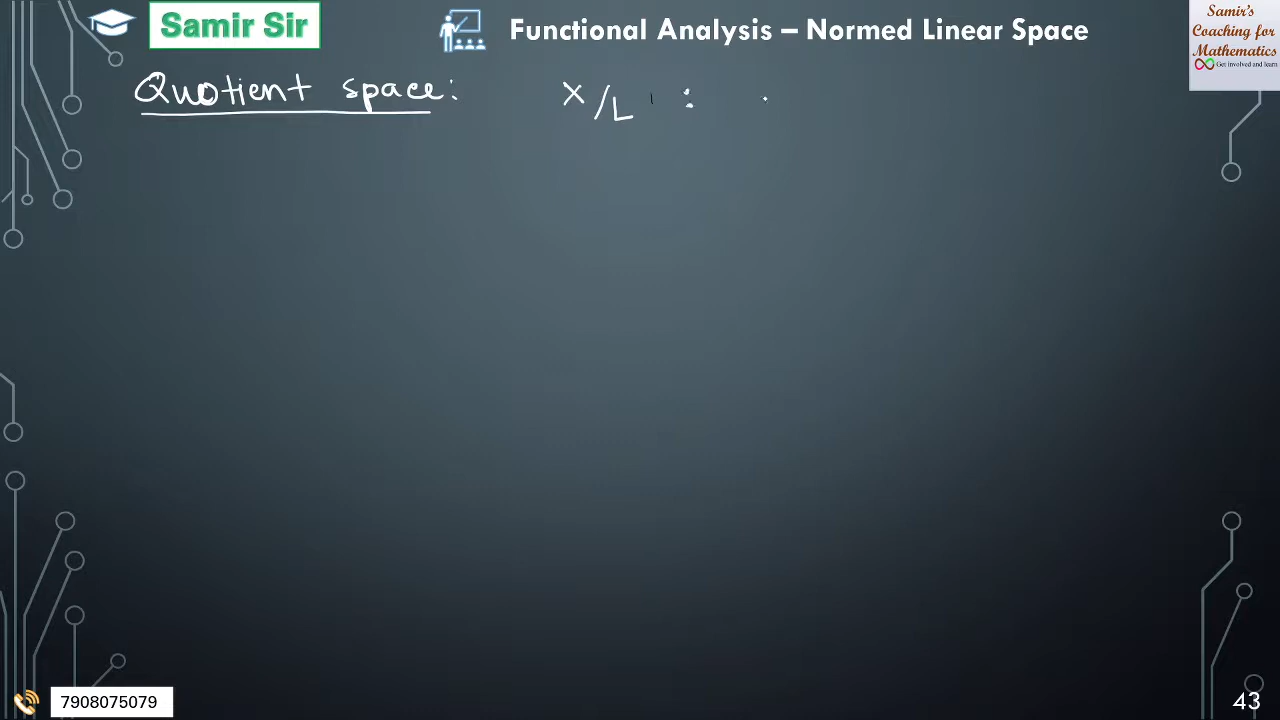 Samir Sir
Functional Analysis – Normed Linear Space
Samir's
Coaching for
Mathematics
Get involved and learn
Quotient space: X/L :
7908075079
43